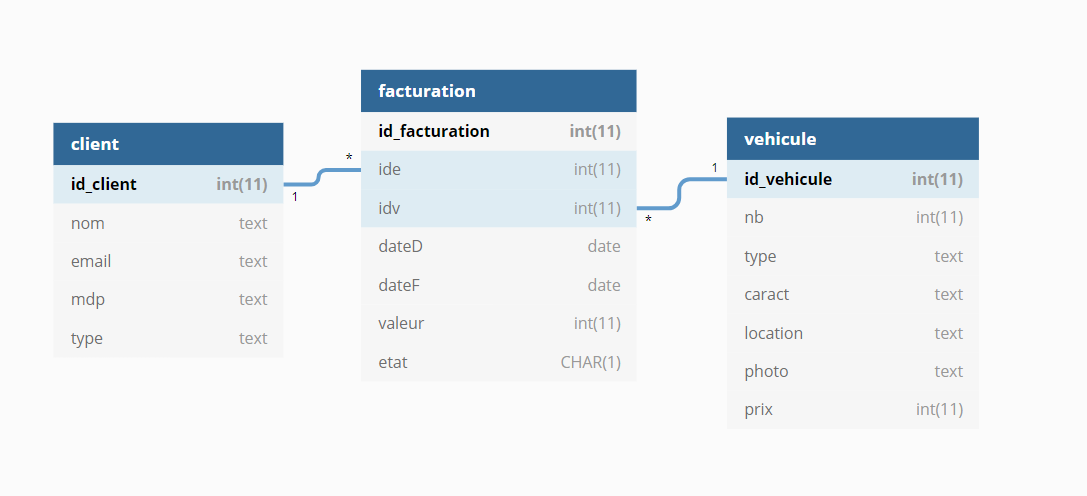 client
id_client int(11)
nom text
email text
mdp text
type text
1
*
facturation
id_facturation int(11)
ide int(11)
idv int(11)
dateD date
dateF date
valeur int(11)
etat CHAR(1)
*
1
vehicule
id_vehicule int(11)
nb int(11)
type text
caract text
location text
photo text
prix int(11)